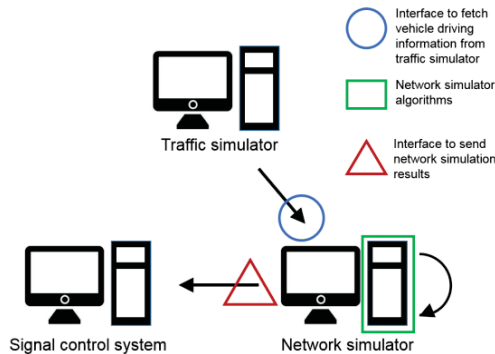 Interface to fetch
vehicle driving
information from
traffic simulator
Network simulator
algorithms
Interface to send
network simulation
results
Traffic simulator
Signal control system
Network simulator